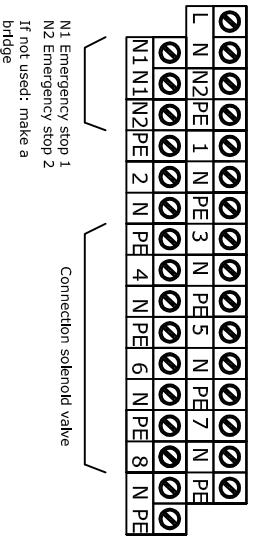 L N N2 PE 1 N PE 3 N PE 5 N PE 7 N PE
N1 N1 N2 PE 2 N PE 4 N PE 6 N PE 8 N PE
N1 Emergency stop 1
N2 Emergency stop 2
If not used: make a
bridge
Connection solenoid valve